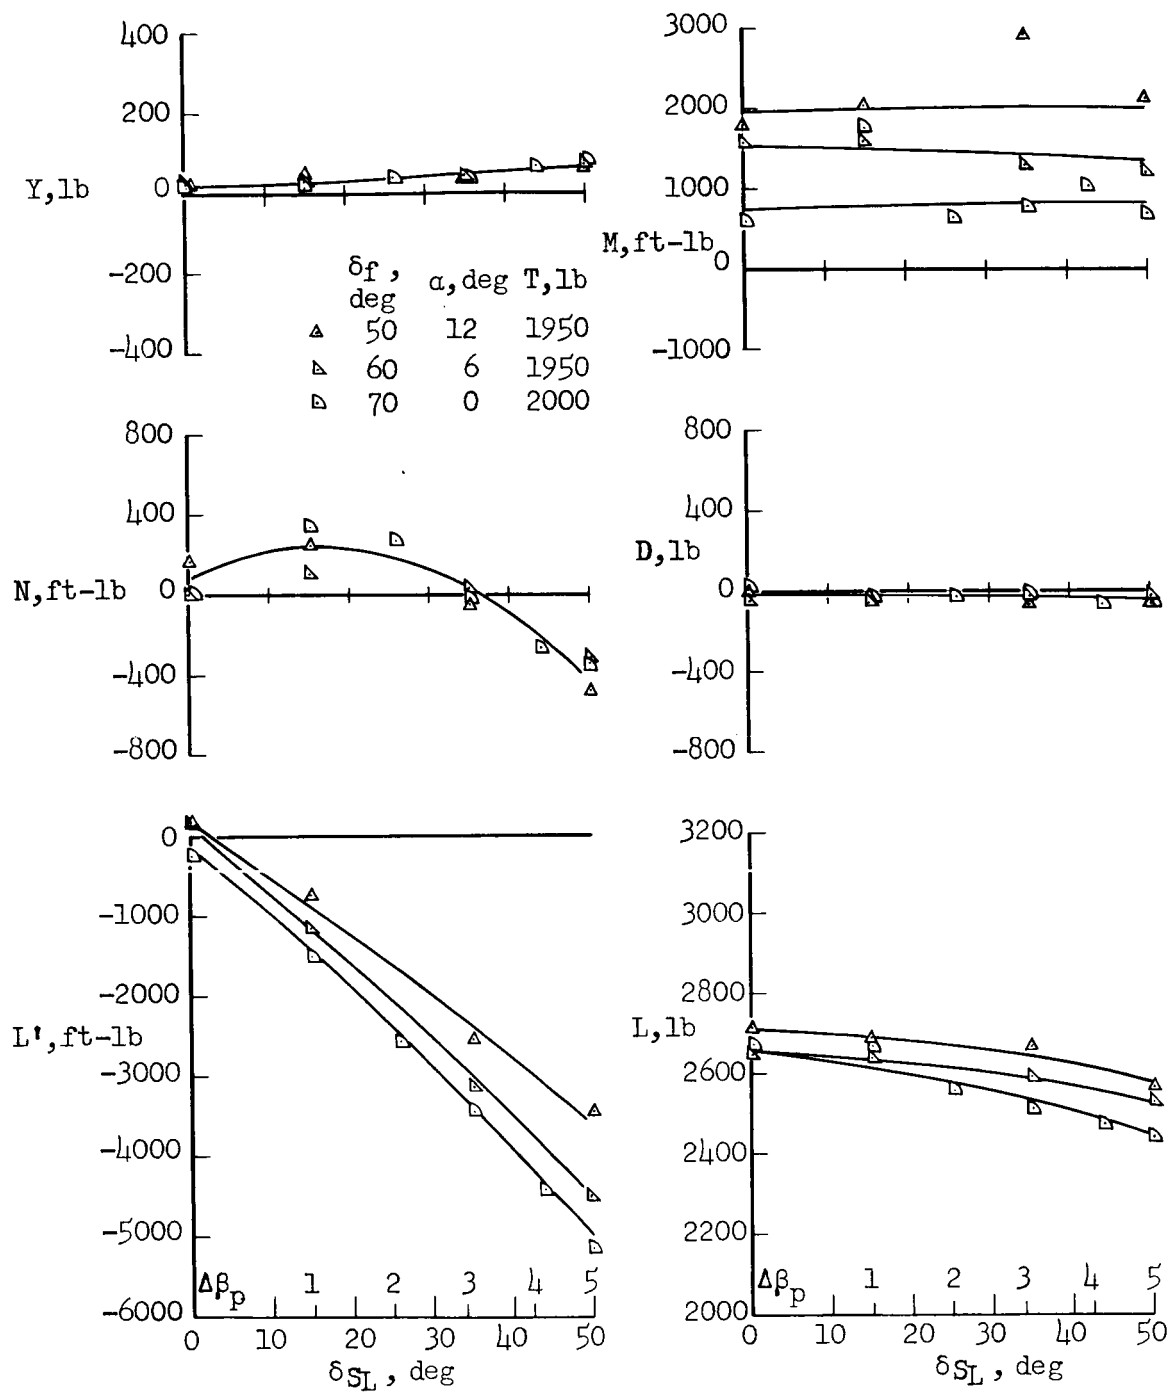 400
200
Y,lb
0
-200
-400
δf, deg α,deg T,lb
50 12 1950
60 6 1950
70 0 2000
3000
2000
1000
M,ft-lb
0
-1000
800
400
N,ft-lb
0
-400
-800
800
400
D,lb
0
-400
-800
0
-1000
-2000
L',ft-lb
-3000
-4000
-5000
-6000
Δβp 1 2 3 4 5
0 10 20 30 40 50
δSL, deg
3200
3000
2800
L,lb
2600
2400
2200
2000
Δβp 1 2 3 4 5
0 10 20 30 40 50
δSL, deg